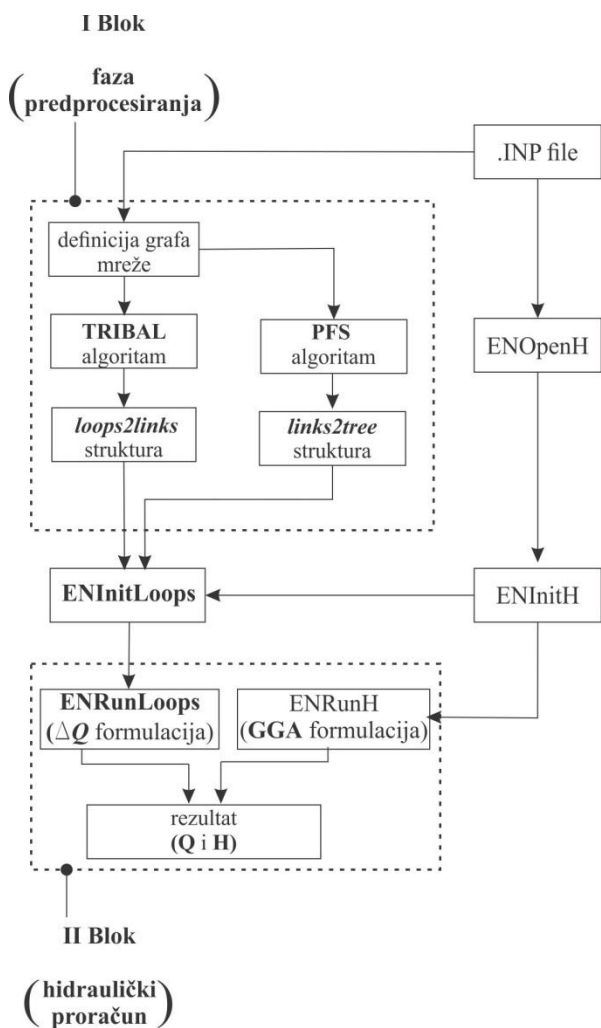 I Blok
(faza
predprocesiranja)
.INP file
definicija grafa
mreže
TRIBAL
algoritam
PFS
algoritam
ENOpenH
loops2links
struktura
links2tree
struktura
ENInitLoops
ENInitH
ENRunLoops
(ΔQ formulacija)
ENRunH
(GGA formulacija)
rezultat
(Q i H)
II Blok
(hidraulički
proračun)